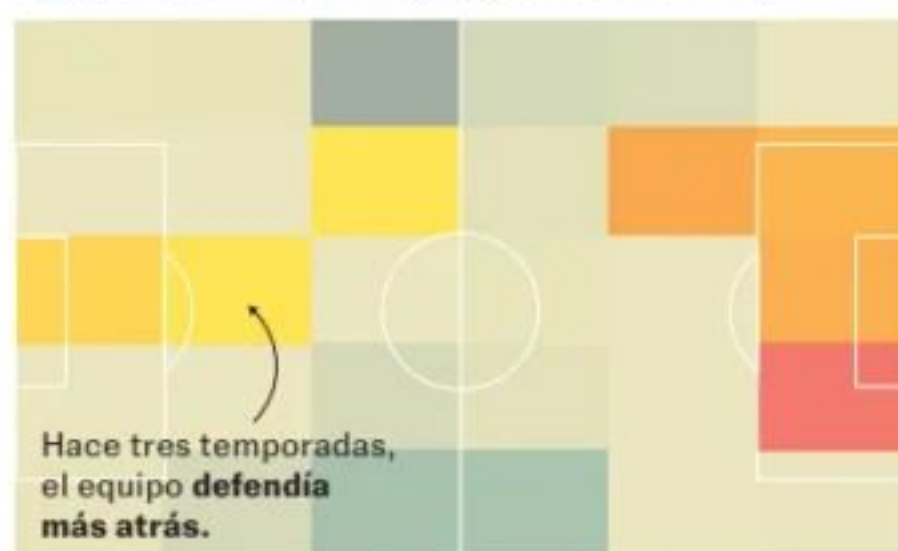 Hace tres temporadas,
el equipo defendía
más atrás.